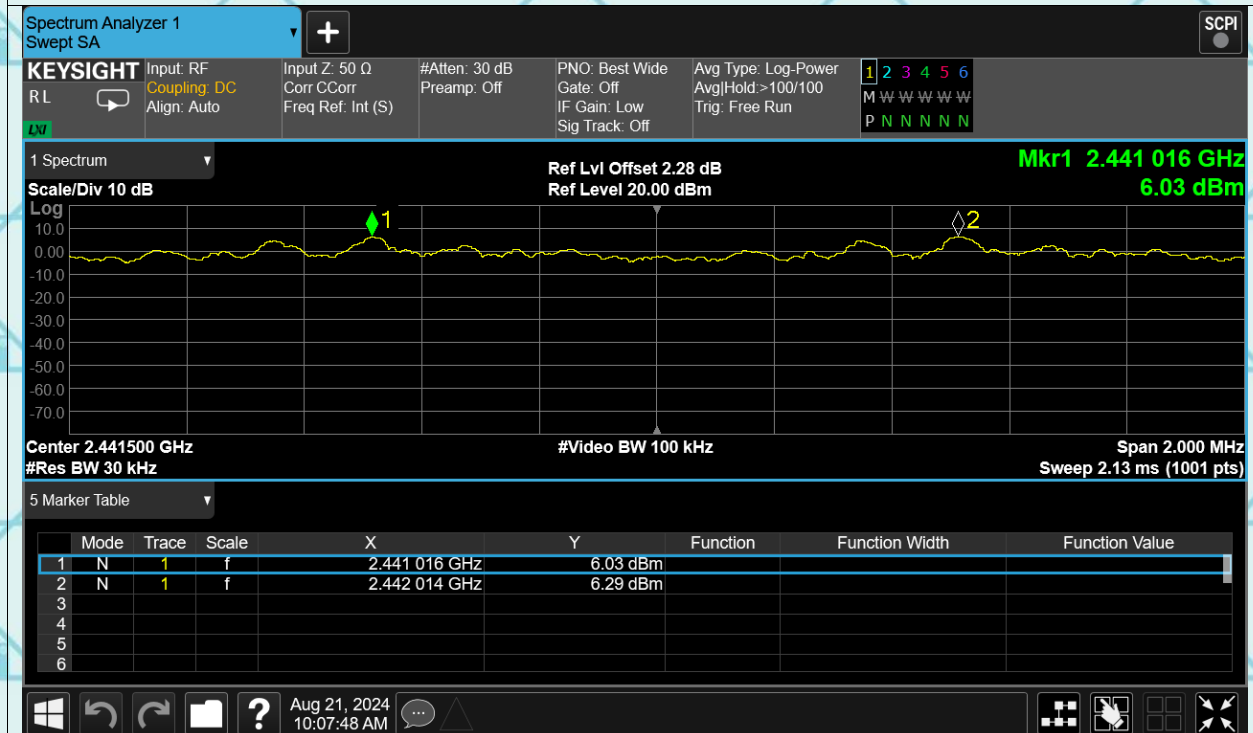 Spectrum Analyzer 1
Swept SA
+
SCPI
KEYSIGHT
RL
LXI
Input: RF
Coupling: DC
Align: Auto
Input Z: 50 Ω
Corr CCorr
Freq Ref: Int (S)
#Atten: 30 dB
Preamp: Off
PNO: Best Wide
Gate: Off
IF Gain: Low
Sig Track: Off
Avg Type: Log-Power
Avg|Hold:>100/100
Trig: Free Run
1 2 3 4 5 6
M W W W W W
P N N N N N
1 Spectrum
Scale/Div 10 dB
Ref Lvl Offset 2.28 dB
Ref Level 20.00 dBm
Mkr1 2.441 016 GHz
6.03 dBm
Log
10.0
0.00
-10.0
-20.0
-30.0
-40.0
-50.0
-60.0
-70.0
1
2
Center 2.441500 GHz
#Res BW 30 kHz
#Video BW 100 kHz
Span 2.000 MHz
Sweep 2.13 ms (1001 pts)
5 Marker Table
Mode Trace Scale X Y Function Function Width Function Value
1 N 1 f 2.441 016 GHz 6.03 dBm
2 N 1 f 2.442 014 GHz 6.29 dBm
3
4
5
6
?
Aug 21, 2024
10:07:48 AM